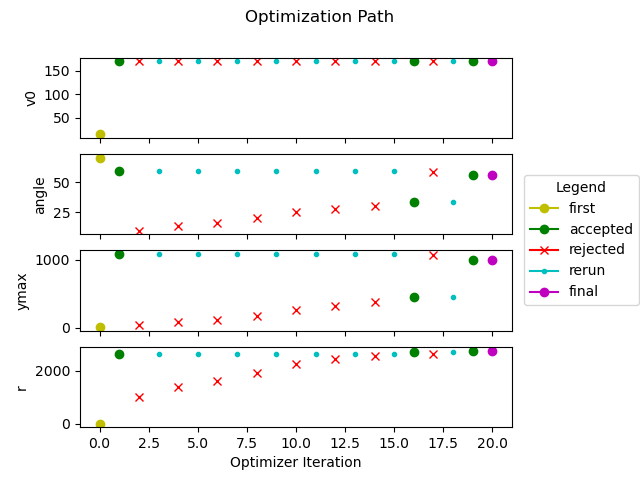 Optimization Path
150
100
50
v0
50
25
angle
1000
0
ymax
2000
0
r
0.0 2.5 5.0 7.5 10.0 12.5 15.0 17.5 20.0
Optimizer Iteration
Legend
first
accepted
rejected
rerun
final